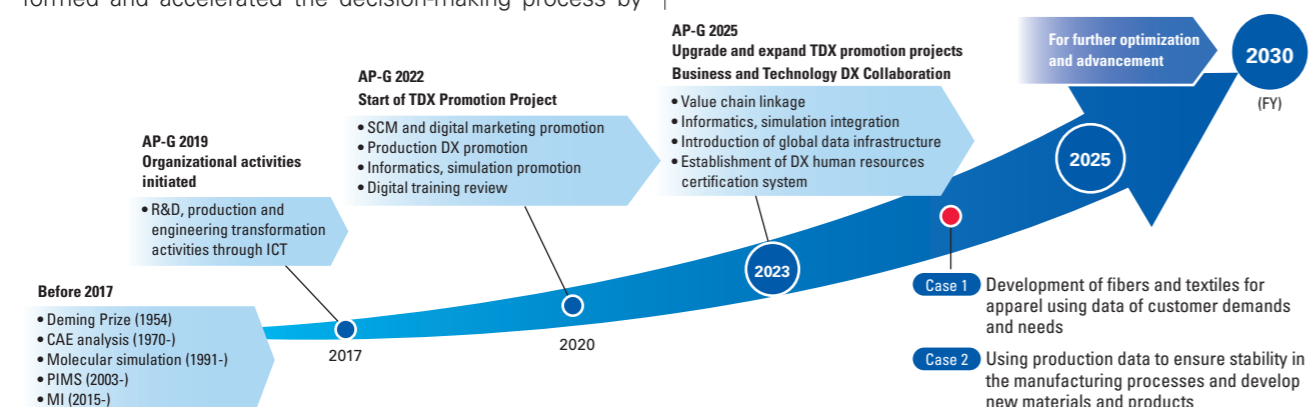 formed and accelerated the decision-making process by
AP-G 2025
Upgrade and expand TDX promotion projects
Business and Technology DX Collaboration
• Value chain linkage
• Informatics, simulation integration
• Introduction of global data infrastructure
• Establishment of DX human resources
certification system
For further optimization
and advancement
2030
(FY)
AP-G 2022
Start of TDX Promotion Project
• SCM and digital marketing promotion
• Production DX promotion
• Informatics, simulation promotion
• Digital training review
AP-G 2019
Organizational activities
initiated
• R&D, production and
engineering transformation
activities through ICT
Before 2017
• Deming Prize (1954)
• CAE analysis (1970-)
• Molecular simulation (1991-)
• PIMS (2003-)
• MI (2015-)
2017
2020
2023
2025
Case 1 Development of fibers and textiles for
apparel using data of customer demands
and needs
Case 2 Using production data to ensure stability in
the manufacturing processes and develop
new materials and products